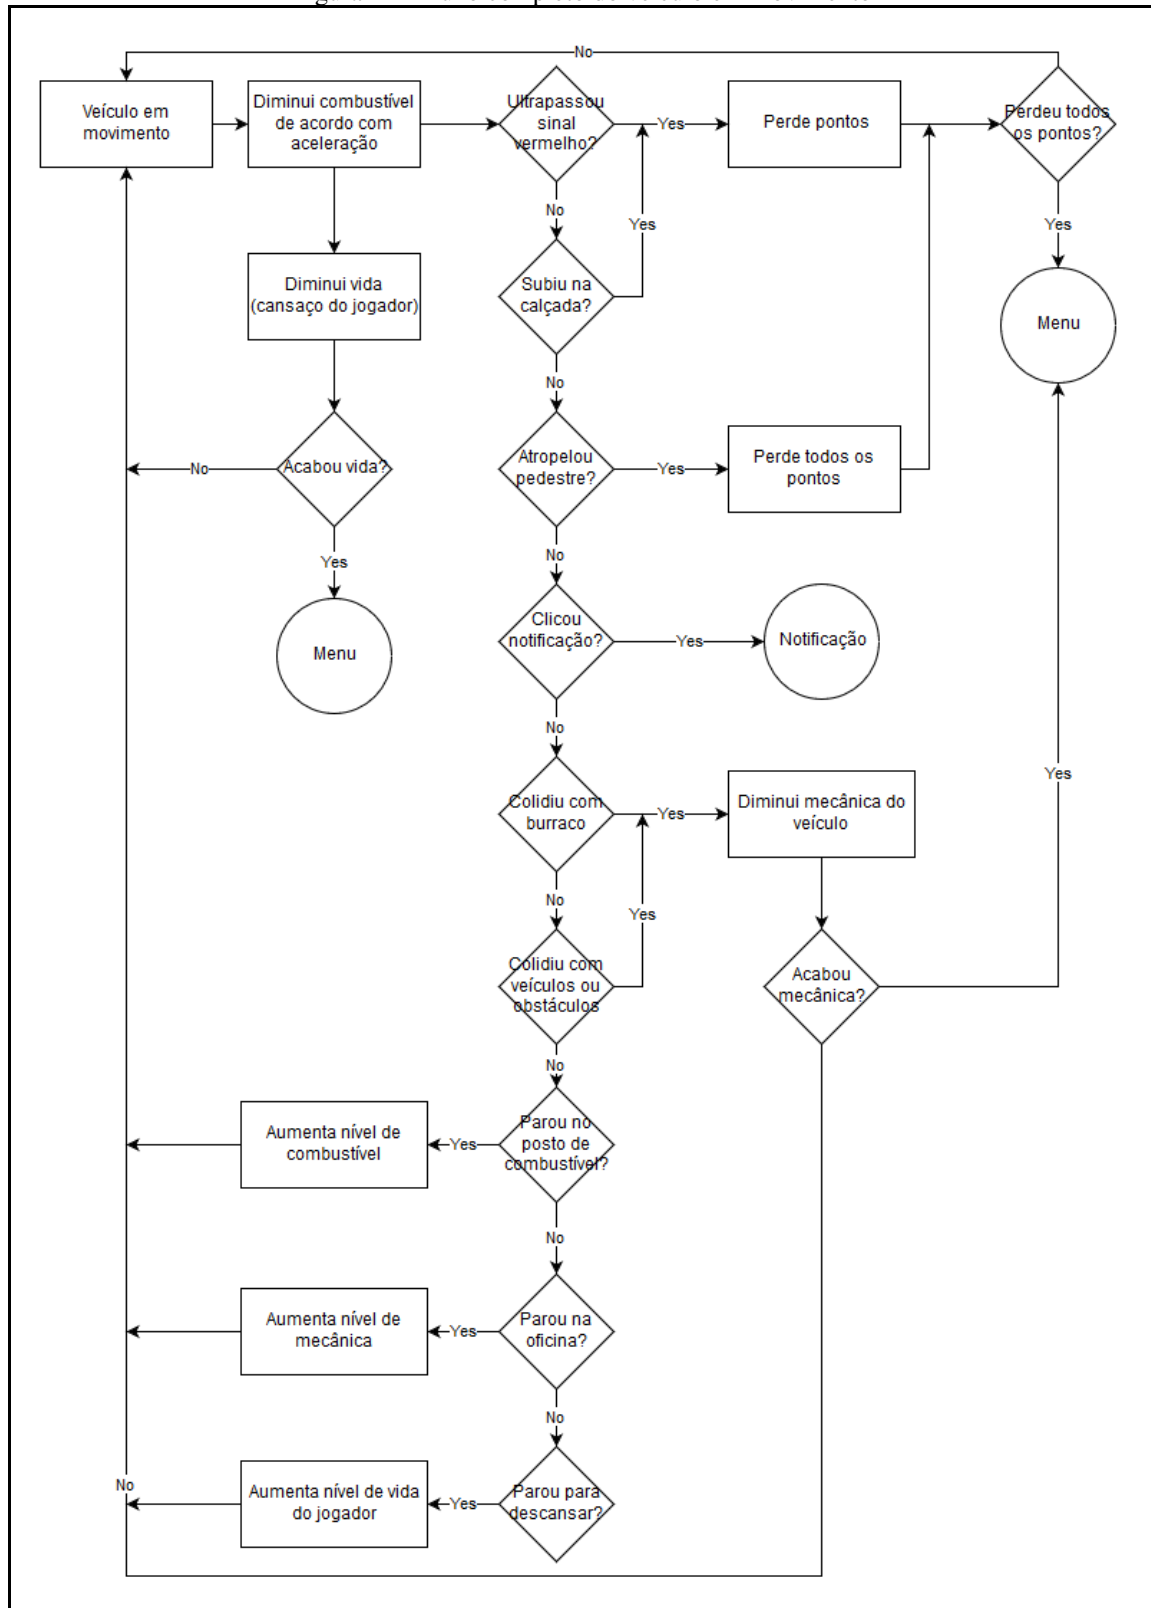 No
Veículo em
movimento
Diminui combustível
de acordo com
aceleração
Ultrapassou
sinal
vermelho?
Yes
Perde pontos
Perdeu todos
os pontos?
No
Yes
Yes
Diminui vida
(cansaço do jogador)
Subiu na
calçada?
Menu
No
Acabou vida?
No
Atropelou
pedestre?
Yes
Perde todos os
pontos
Yes
No
Menu
Clicou
notificação?
Yes
Notificação
No
Colidiu com
burraco
Yes
Diminui mecânica do
veículo
Yes
No
Yes
Colidiu com
veículos ou
obstáculos
Acabou
mecânica?
No
Aumenta nível de
combustível
Yes
Parou no
posto de
combustível?
No
Aumenta nível de
mecânica
Yes
Parou na
oficina?
No
No
Aumenta nível de vida
do jogador
Yes
Parou para
descansar?